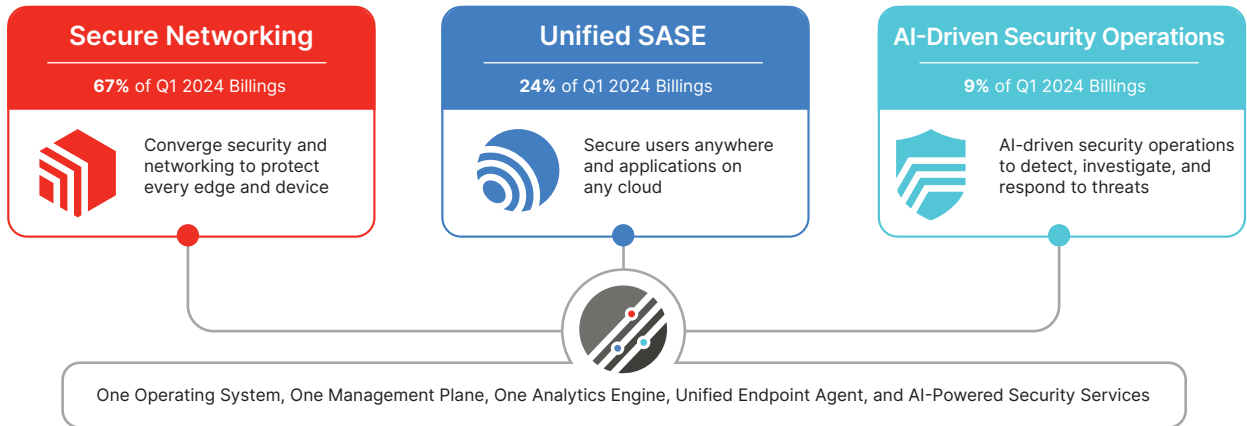 Secure Networking
67% of Q1 2024 Billings
Converge security and
networking to protect
every edge and device
Unified SASE
24% of Q1 2024 Billings
Secure users anywhere
and applications on
any cloud
AI-Driven Security Operations
9% of Q1 2024 Billings
AI-driven security operations
to detect, investigate, and
respond to threats
One Operating System, One Management Plane, One Analytics Engine, Unified Endpoint Agent, and AI-Powered Security Services